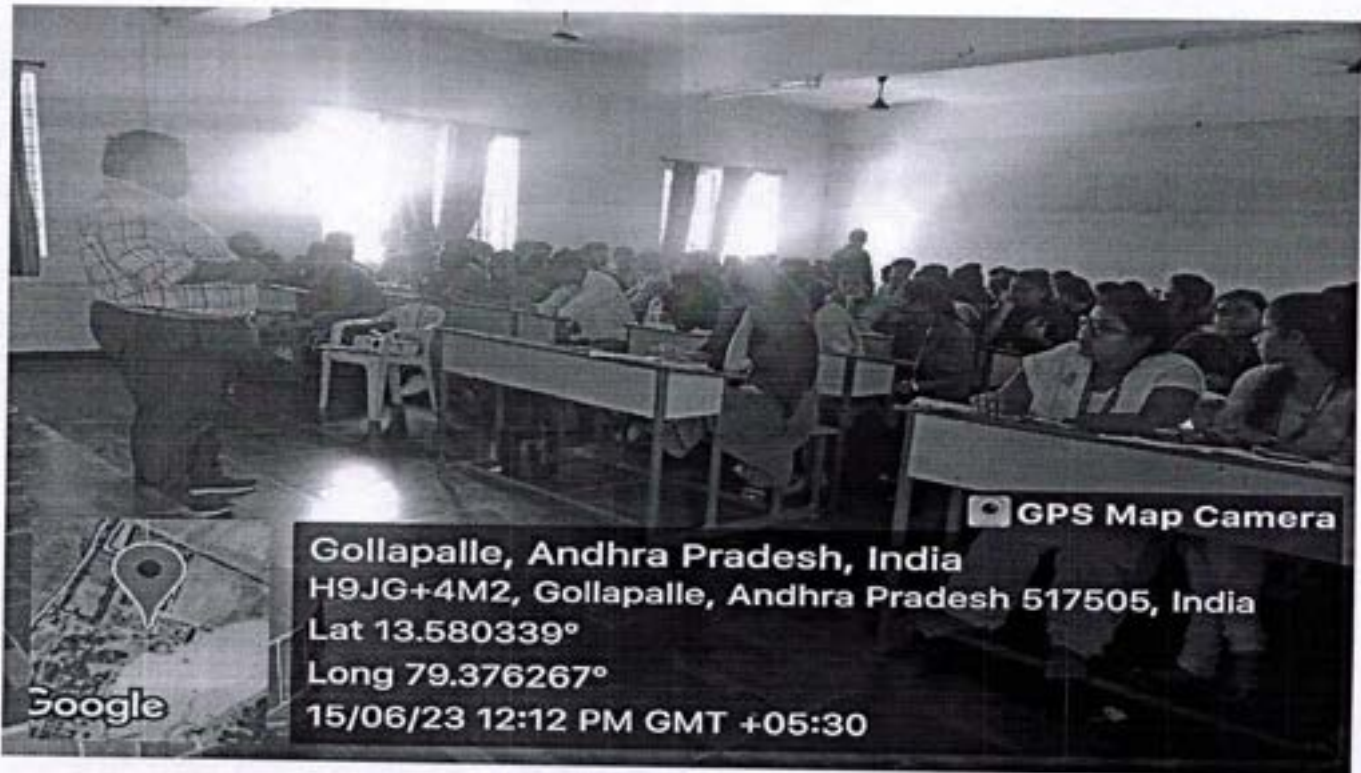 GPS Map Camera
Gollapalle, Andhra Pradesh, India
H9JG+4M2, Gollapalle, Andhra Pradesh 517505, India
Lat 13.580339°
Long 79.376267°
15/06/23 12:12 PM GMT +05:30
Google